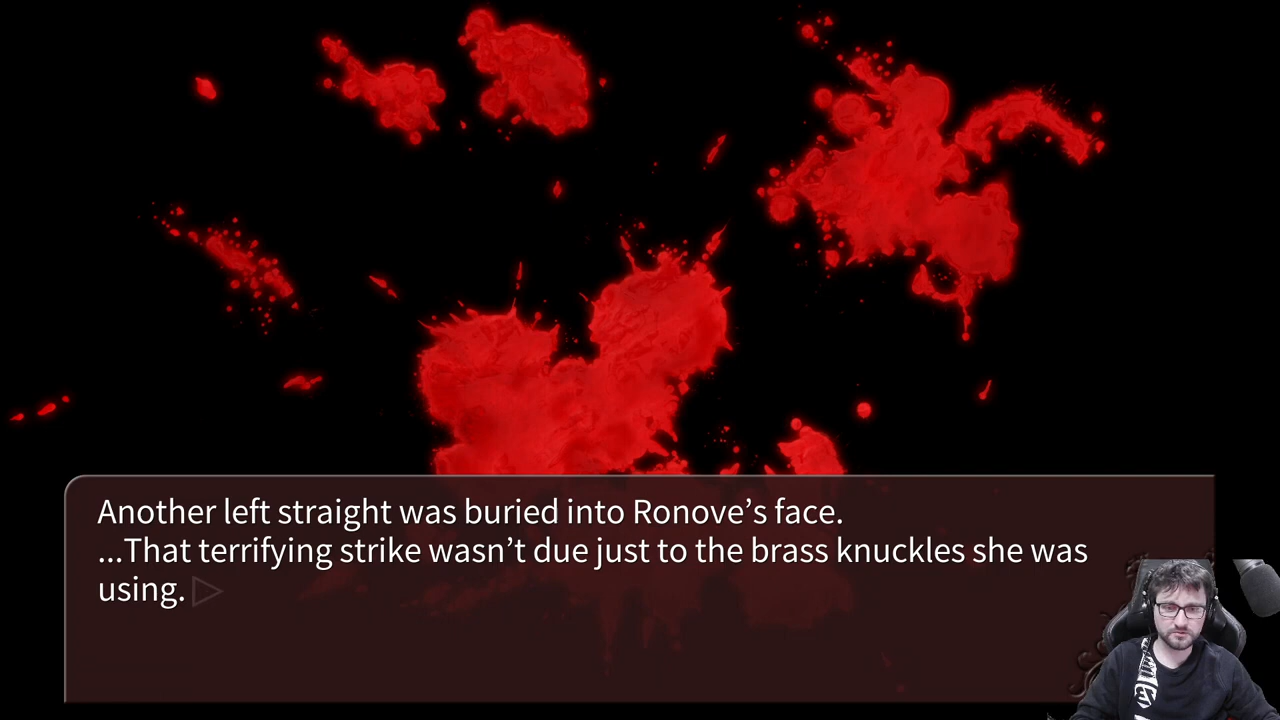 Another left straight was buried into Ronove’s face.
...That terrifying strike wasn’t due just to the brass knuckles she was
using.